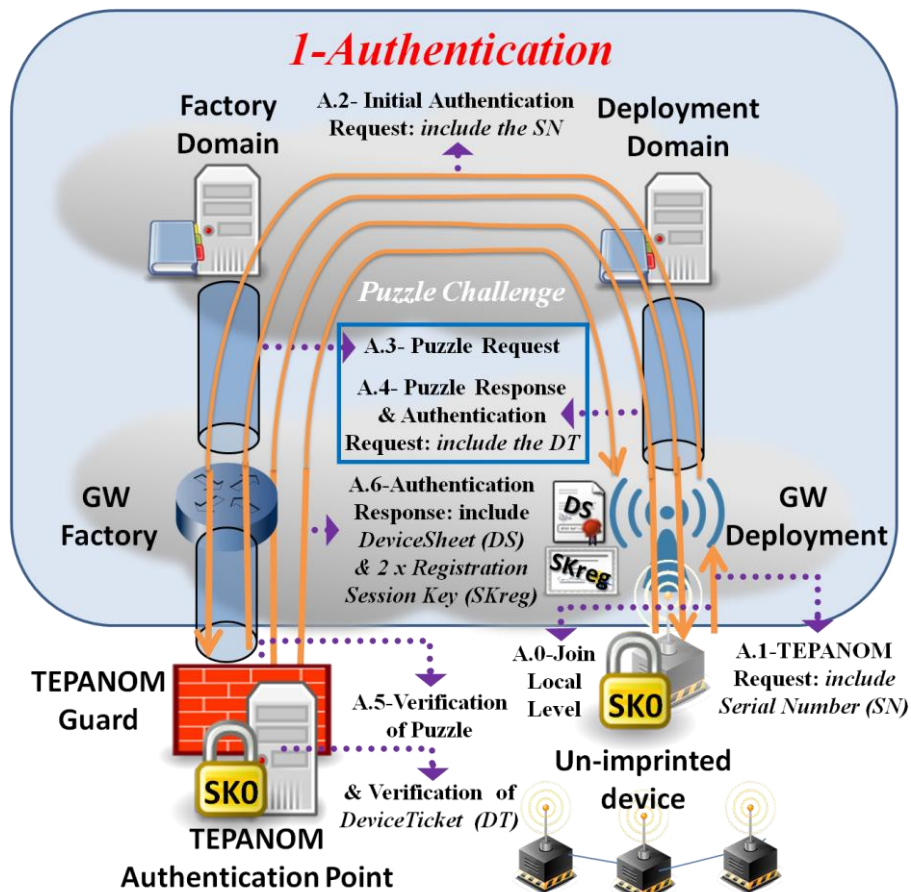 1-Authentication
Factory
Domain
A.2- Initial Authentication
Request: include the SN
Deployment
Domain
Puzzle Challenge
A.3- Puzzle Request
A.4- Puzzle Response
& Authentication
Request: include the DT
GW
Factory
A.6-Authentication
Response: include
DeviceSheet (DS)
& 2 x Registration
Session Key (SKreg)
DS
SKreg
GW
Deployment
TEPANOM
Guard
A.5-Verification
of Puzzle
A.0-Join
Local
Level
SK0
A.1-TEPANOM
Request: include
Serial Number (SN)
Un-imprinted
device
SK0
& Verification of
DeviceTicket (DT)
TEPANOM
Authentication Point